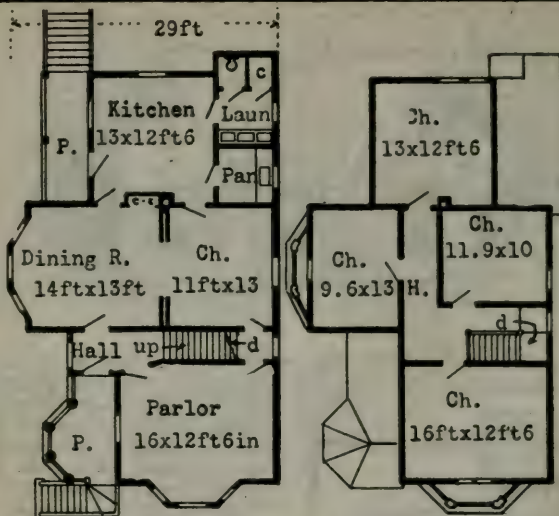 29ft
Kitchen
13x12ft6
Laun
c
P.
Pan
c-c
Dining R.
14ftx13ft
Ch.
11ftx13
Hall
up
d
Parlor
16x12ft6in
P.
Ch.
13x12ft6
Ch.
11.9x10
Ch.
9.6x13
H.
d
Ch.
16ftx12ft6